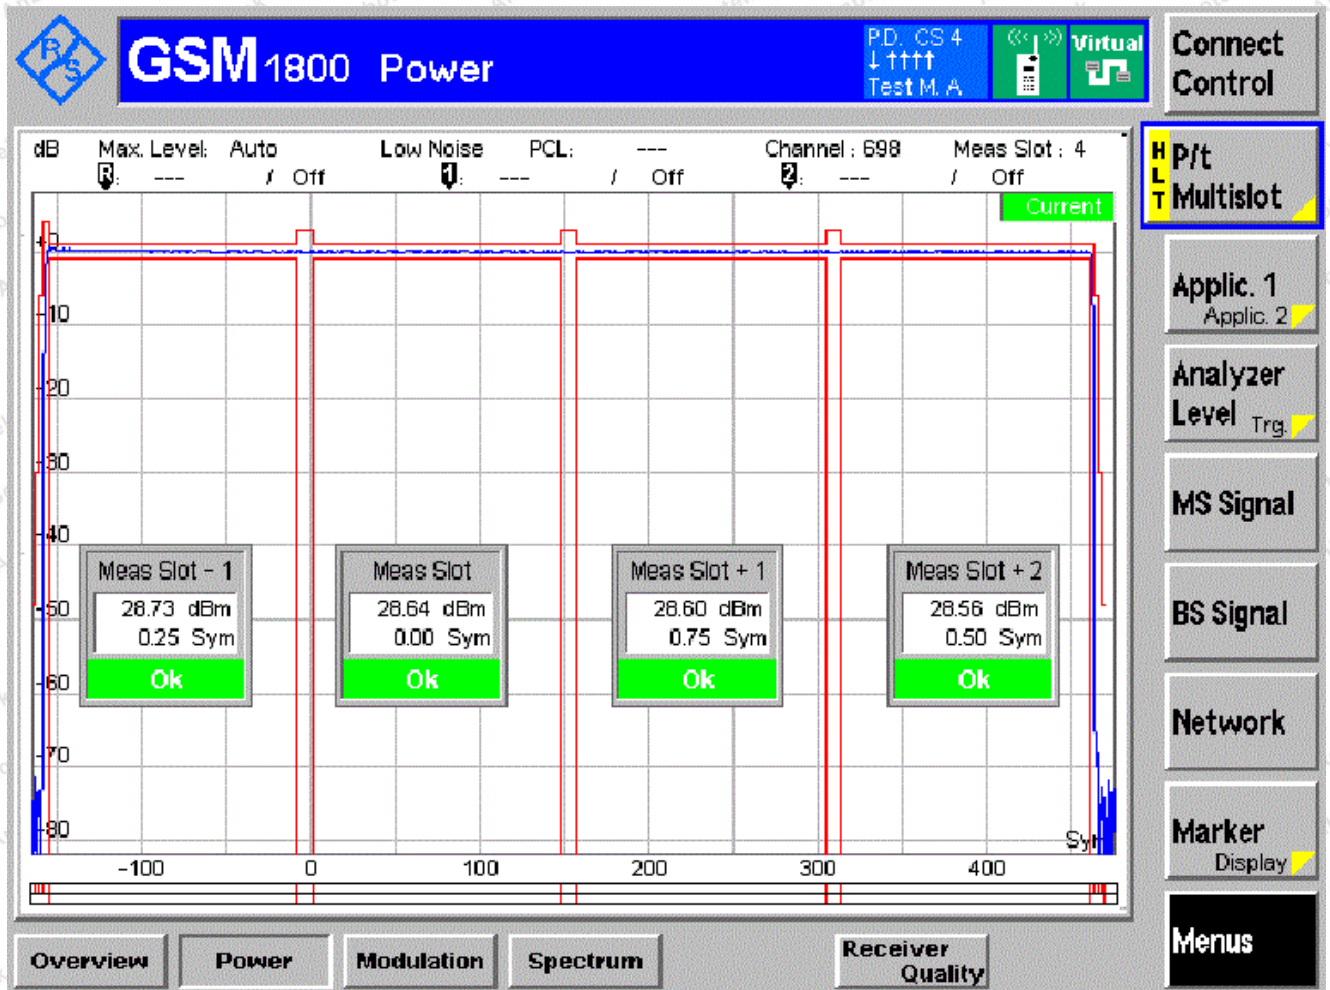 R/S
GSM 1800 Power
P.D. CS 4
↓ ↑↑↑↑
Test M. A
Virtual
Connect
Control
dB Max. Level: Auto Low Noise PCL: --- Channel : 698 Meas Slot : 4
R: --- / Off 1: --- / Off 2: --- / Off
Current
HLT
P/t
Multislot
Applic. 1
Applic. 2
Analyzer
Level Trg.
MS Signal
BS Signal
Network
Marker
Display
Menus
+0
-10
-20
-30
-40
-50
-60
-70
-80
Meas Slot - 1
28.73 dBm
0.25 Sym
Ok
Meas Slot
28.64 dBm
0.00 Sym
Ok
Meas Slot + 1
28.60 dBm
0.75 Sym
Ok
Meas Slot + 2
28.56 dBm
0.50 Sym
Ok
Sym
-100 0 100 200 300 400
Overview Power Modulation Spectrum Receiver
Quality